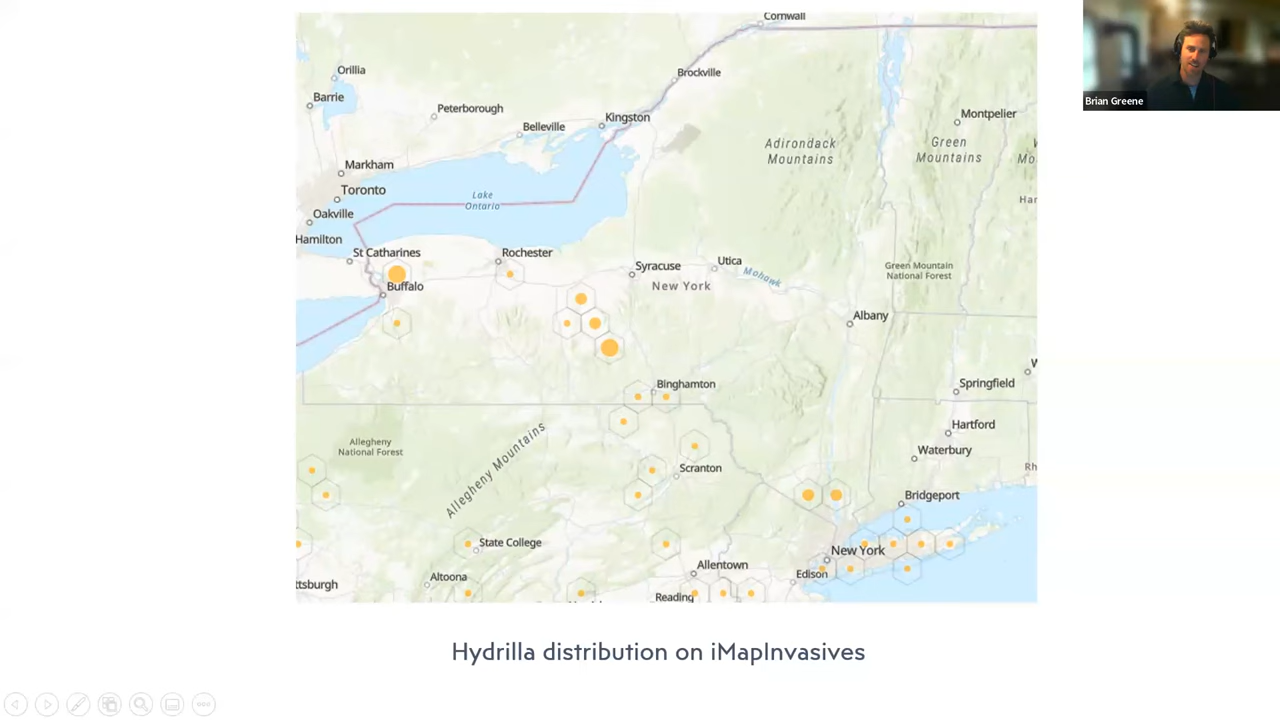 Cornwall
Orillia
Brockville
Barrie
Peterborough
Belleville
Kingston
Montpelier
Adirondack
Mountains
Green
Mountains
Markham
Toronto
Lake
Ontario
Oakville
Hamilton
St Catharines
Rochester
Syracuse
Utica
Mohawk
New York
Green Mountain
National Forest
Buffalo
Albany
Binghamton
Springfield
Hartford
Waterbury
Allegheny
National Forest
Allegheny Mountains
Scranton
Bridgeport
State College
New York
Allentown
Edison
Altoona
ttsburgh
Reading
Brian Greene
Hydrilla distribution on iMapInvasives